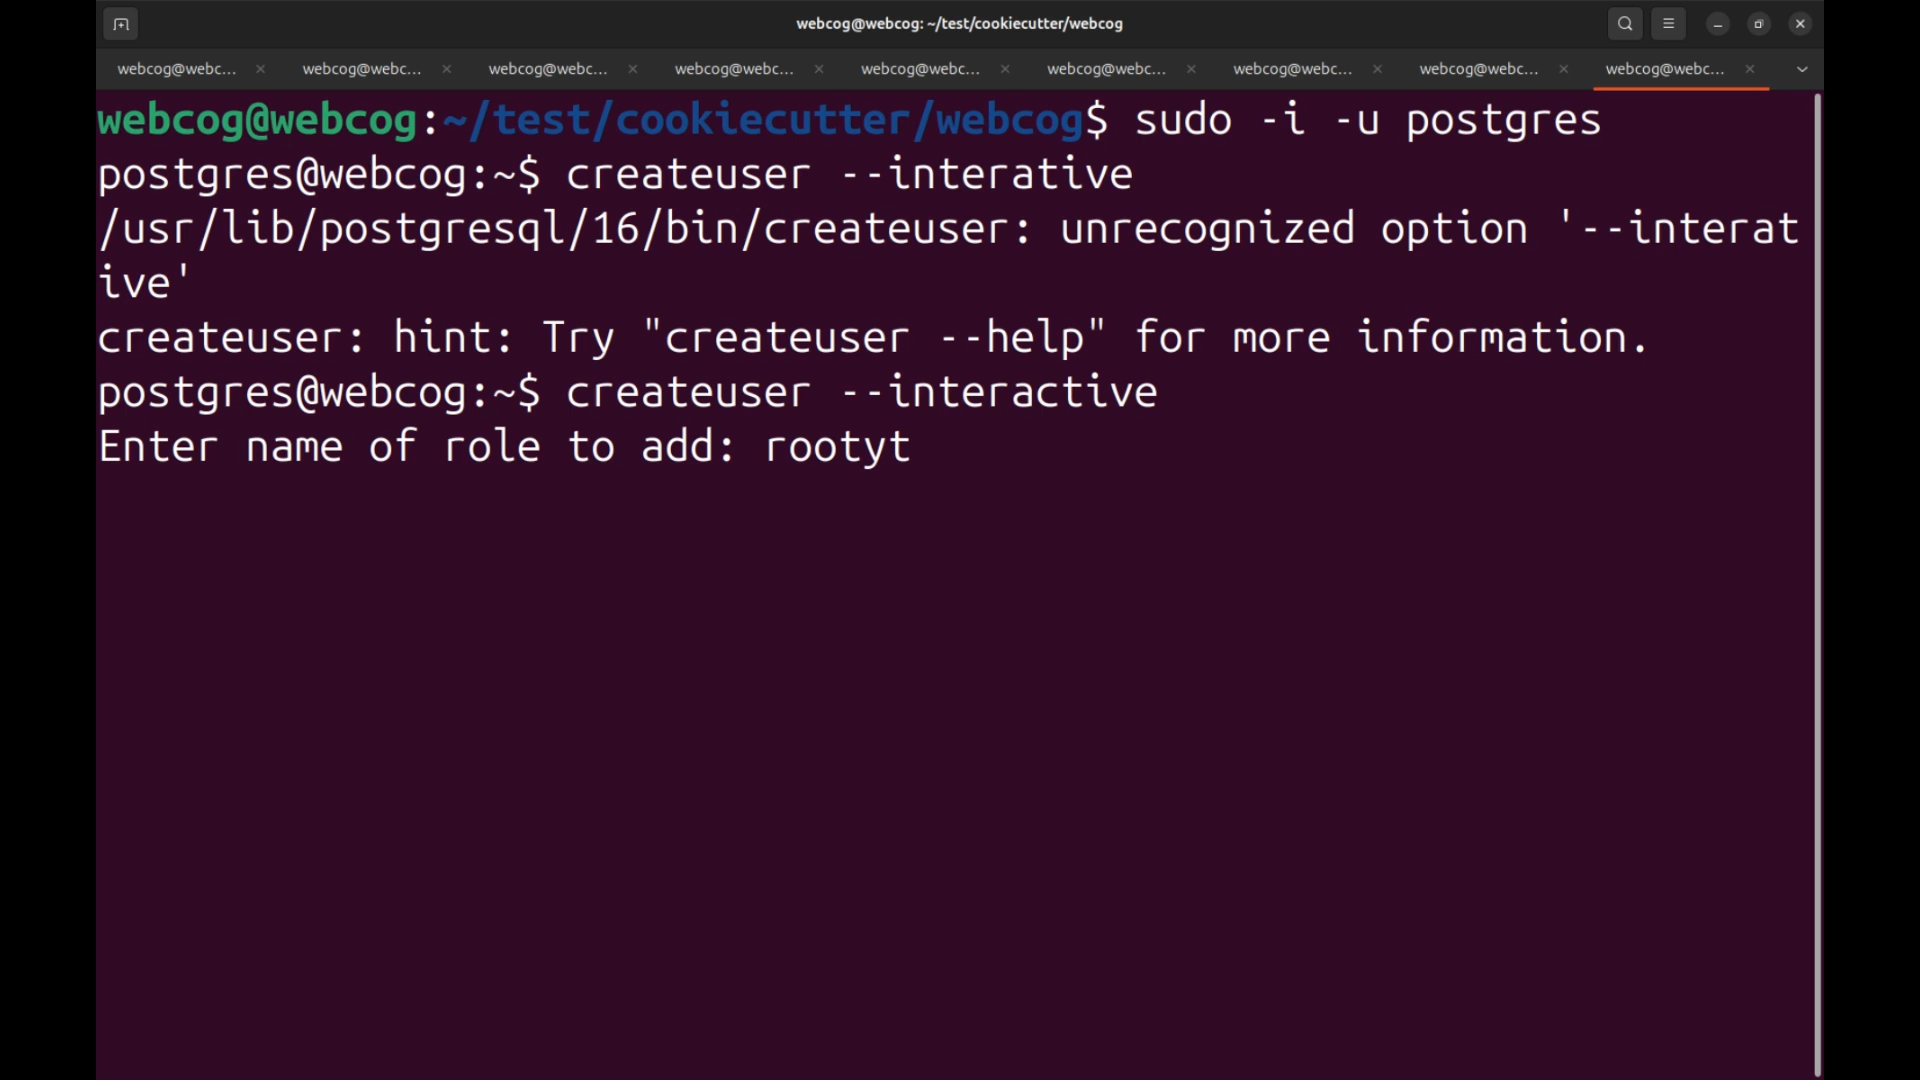 webcog@webcog: ~/test/cookiecutter/webcog
webcog@webc... webcog@webc... webcog@webc... webcog@webc... webcog@webc... webcog@webc... webcog@webc... webcog@webc... webcog@webc...
webcog@webcog:~/test/cookiecutter/webcog$ sudo -i -u postgres
postgres@webcog:~$ createuser --interative
/usr/lib/postgresql/16/bin/createuser: unrecognized option '--interat
ive'
createuser: hint: Try "createuser --help" for more information.
postgres@webcog:~$ createuser --interactive
Enter name of role to add: rootyt